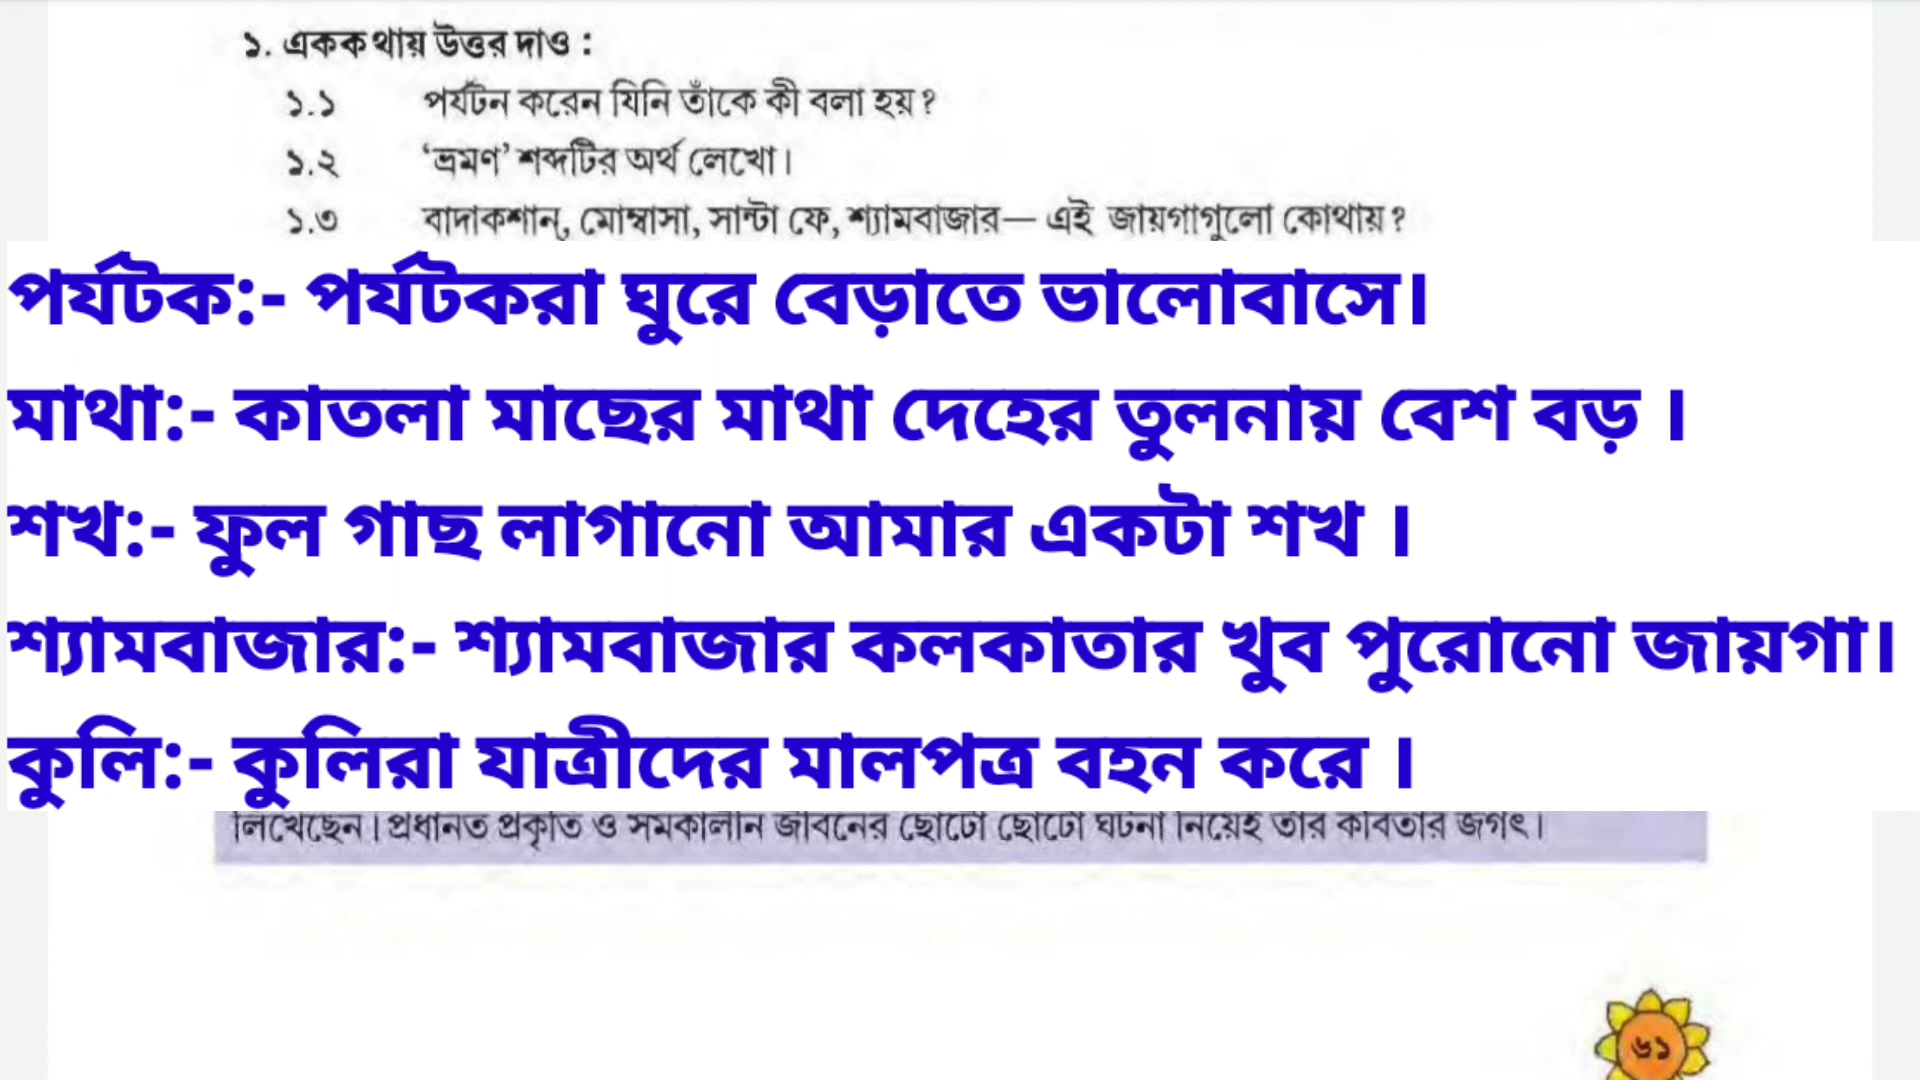 ১. এককথায় উত্তর দাও :
১.১ পর্যটন করেন যিনি তাঁকে কী বলা হয় ?
১.২ ‘ভ্রমণ’ শব্দটির অর্থ লেখো।
১.৩ বাদাকশান্, মোম্বাসা, সান্টা ফে, শ্যামবাজার— এই জায়গাগুলো কোথায় ?
পর্যটক:- পর্যটকরা ঘুরে বেড়াতে ভালোবাসে।
মাথা:- কাতলা মাছের মাথা দেহের তুলনায় বেশ বড় ।
শখ:- ফুল গাছ লাগানো আমার একটা শখ ।
শ্যামবাজার:- শ্যামবাজার কলকাতার খুব পুরোনো জায়গা।
কুলি:- কুলিরা যাত্রীদের মালপত্র বহন করে ।
লিখেছেন। প্রধানত প্রকৃতি ও সমকালীন জীবনের ছোটো ছোটো ঘটনা নিয়েই তাঁর কবিতার জগৎ।
৬১